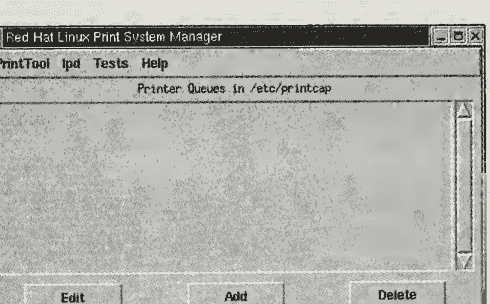 Red Hat Linux Print System Manager
PrintTool lpd Tests Help
Printer Queues in /etc/printcap
Edit Add Delete